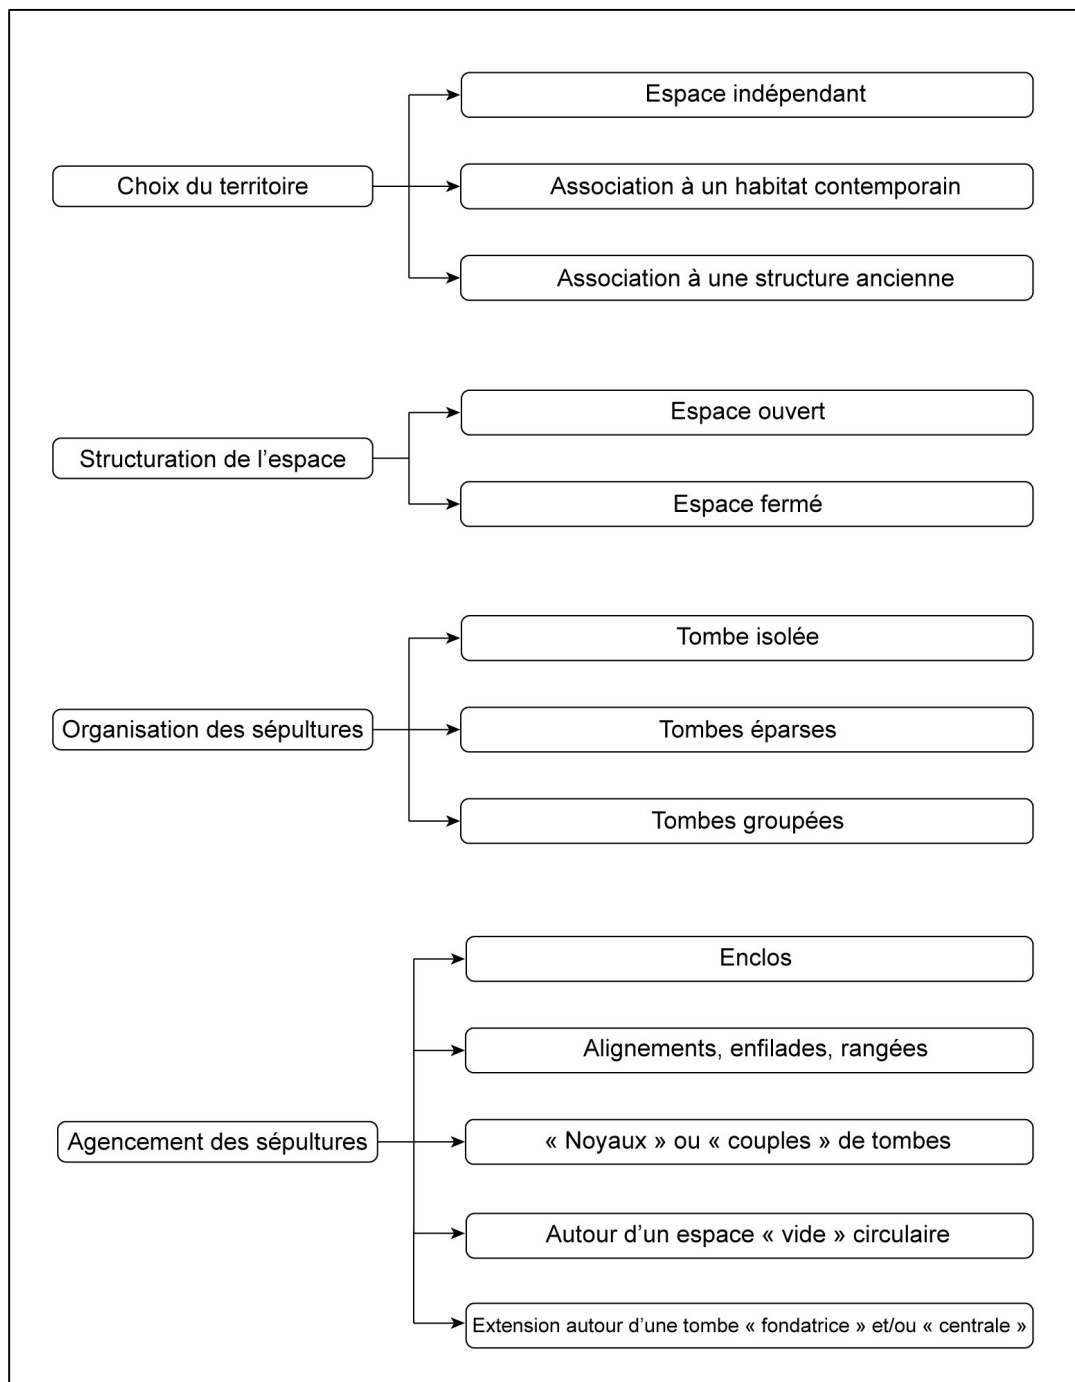 Choix du territoire
Espace indépendant
Association à un habitat contemporain
Association à une structure ancienne
Structuration de l’espace
Espace ouvert
Espace fermé
Organisation des sépultures
Tombe isolée
Tombes éparses
Tombes groupées
Agencement des sépultures
Enclos
Alignements, enfilades, rangées
« Noyaux » ou « couples » de tombes
Autour d’un espace « vide » circulaire
Extension autour d’une tombe « fondatrice » et/ou « centrale »